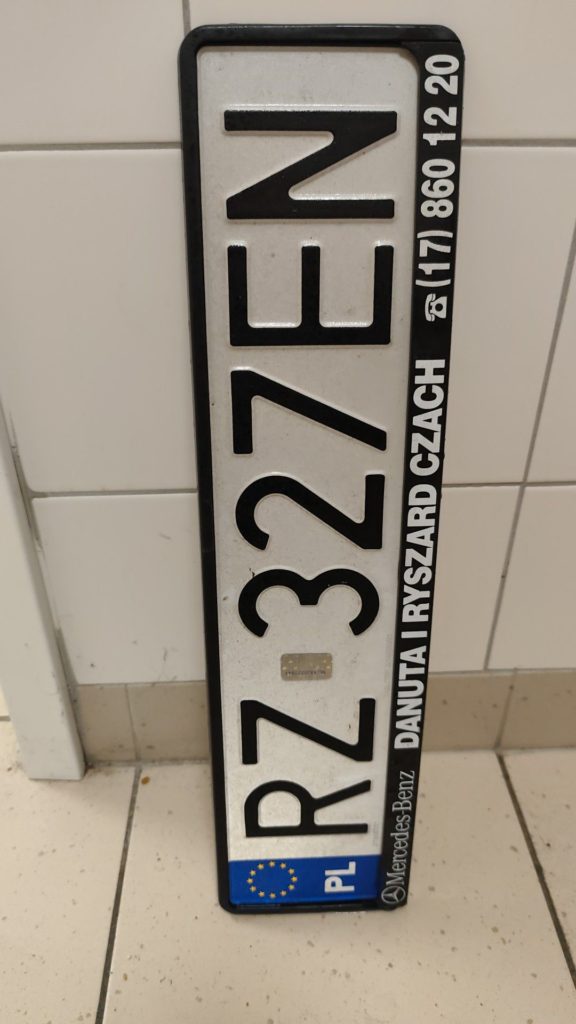 PL RZ 327EN
Mercedes-Benz DANUTA I RYSZARD CZACH ☎(17) 860 12 20